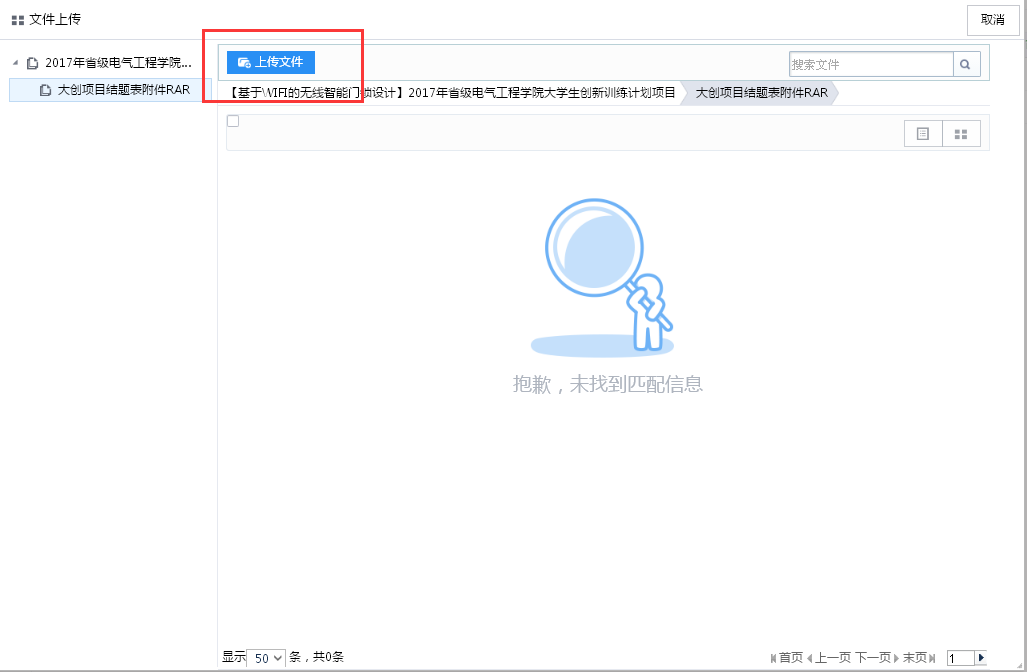 文件上传
取消
2017年省级电气工程学院...
大创项目结题表附件RAR
上传文件
搜索文件
【基于WIFI的无线智能门锁设计】2017年省级电气工程学院大学生创新训练计划项目
大创项目结题表附件RAR
抱歉，未找到匹配信息
显示 50 条，共0条
首页 上一页 下一页 末页 1